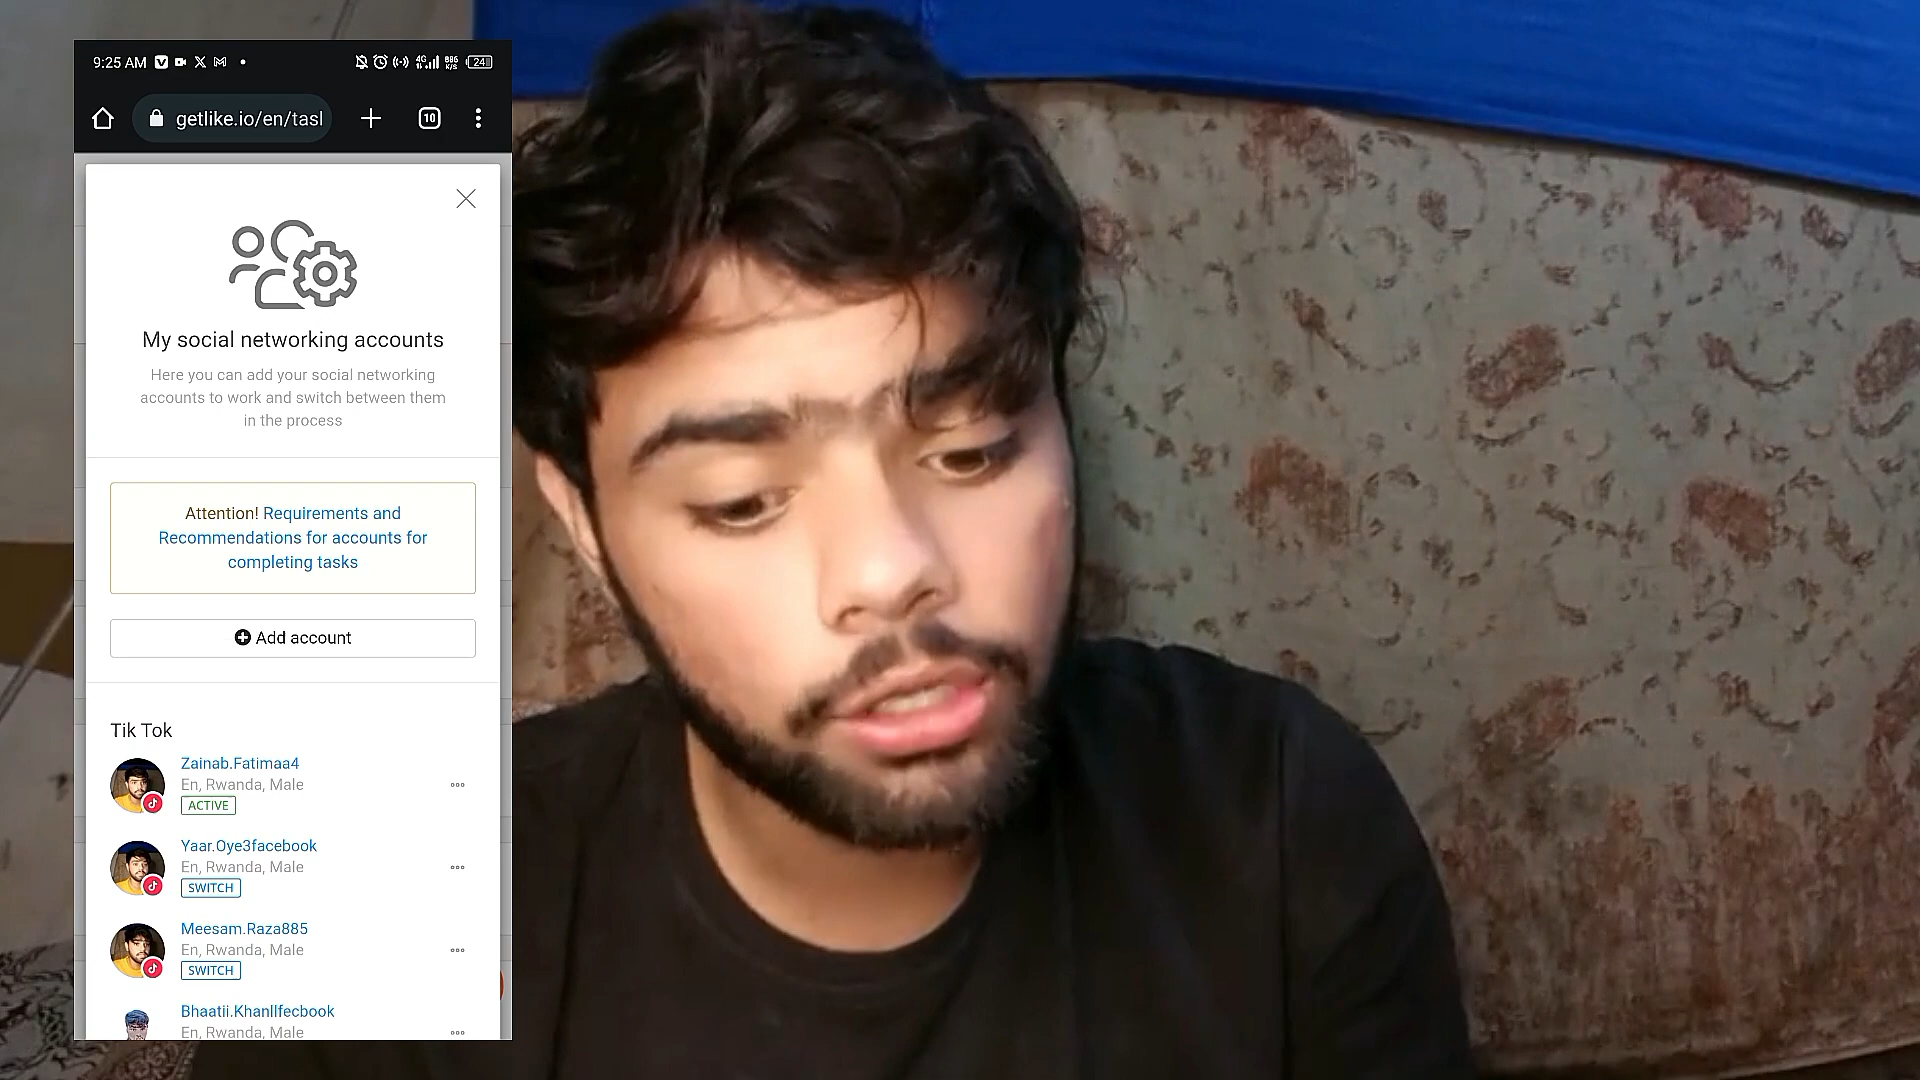 9:25 AM
4G
886
K/S
24
getlike.io/en/tasl
10
My social networking accounts
Here you can add your social networking
accounts to work and switch between them
in the process
Attention! Requirements and
Recommendations for accounts for
completing tasks
Add account
Tik Tok
Zainab.Fatimaa4
En, Rwanda, Male
ACTIVE
Yaar.Oye3facebook
En, Rwanda, Male
SWITCH
Meesam.Raza885
En, Rwanda, Male
SWITCH
Bhaatii.Khanllfecbook
En, Rwanda, Male